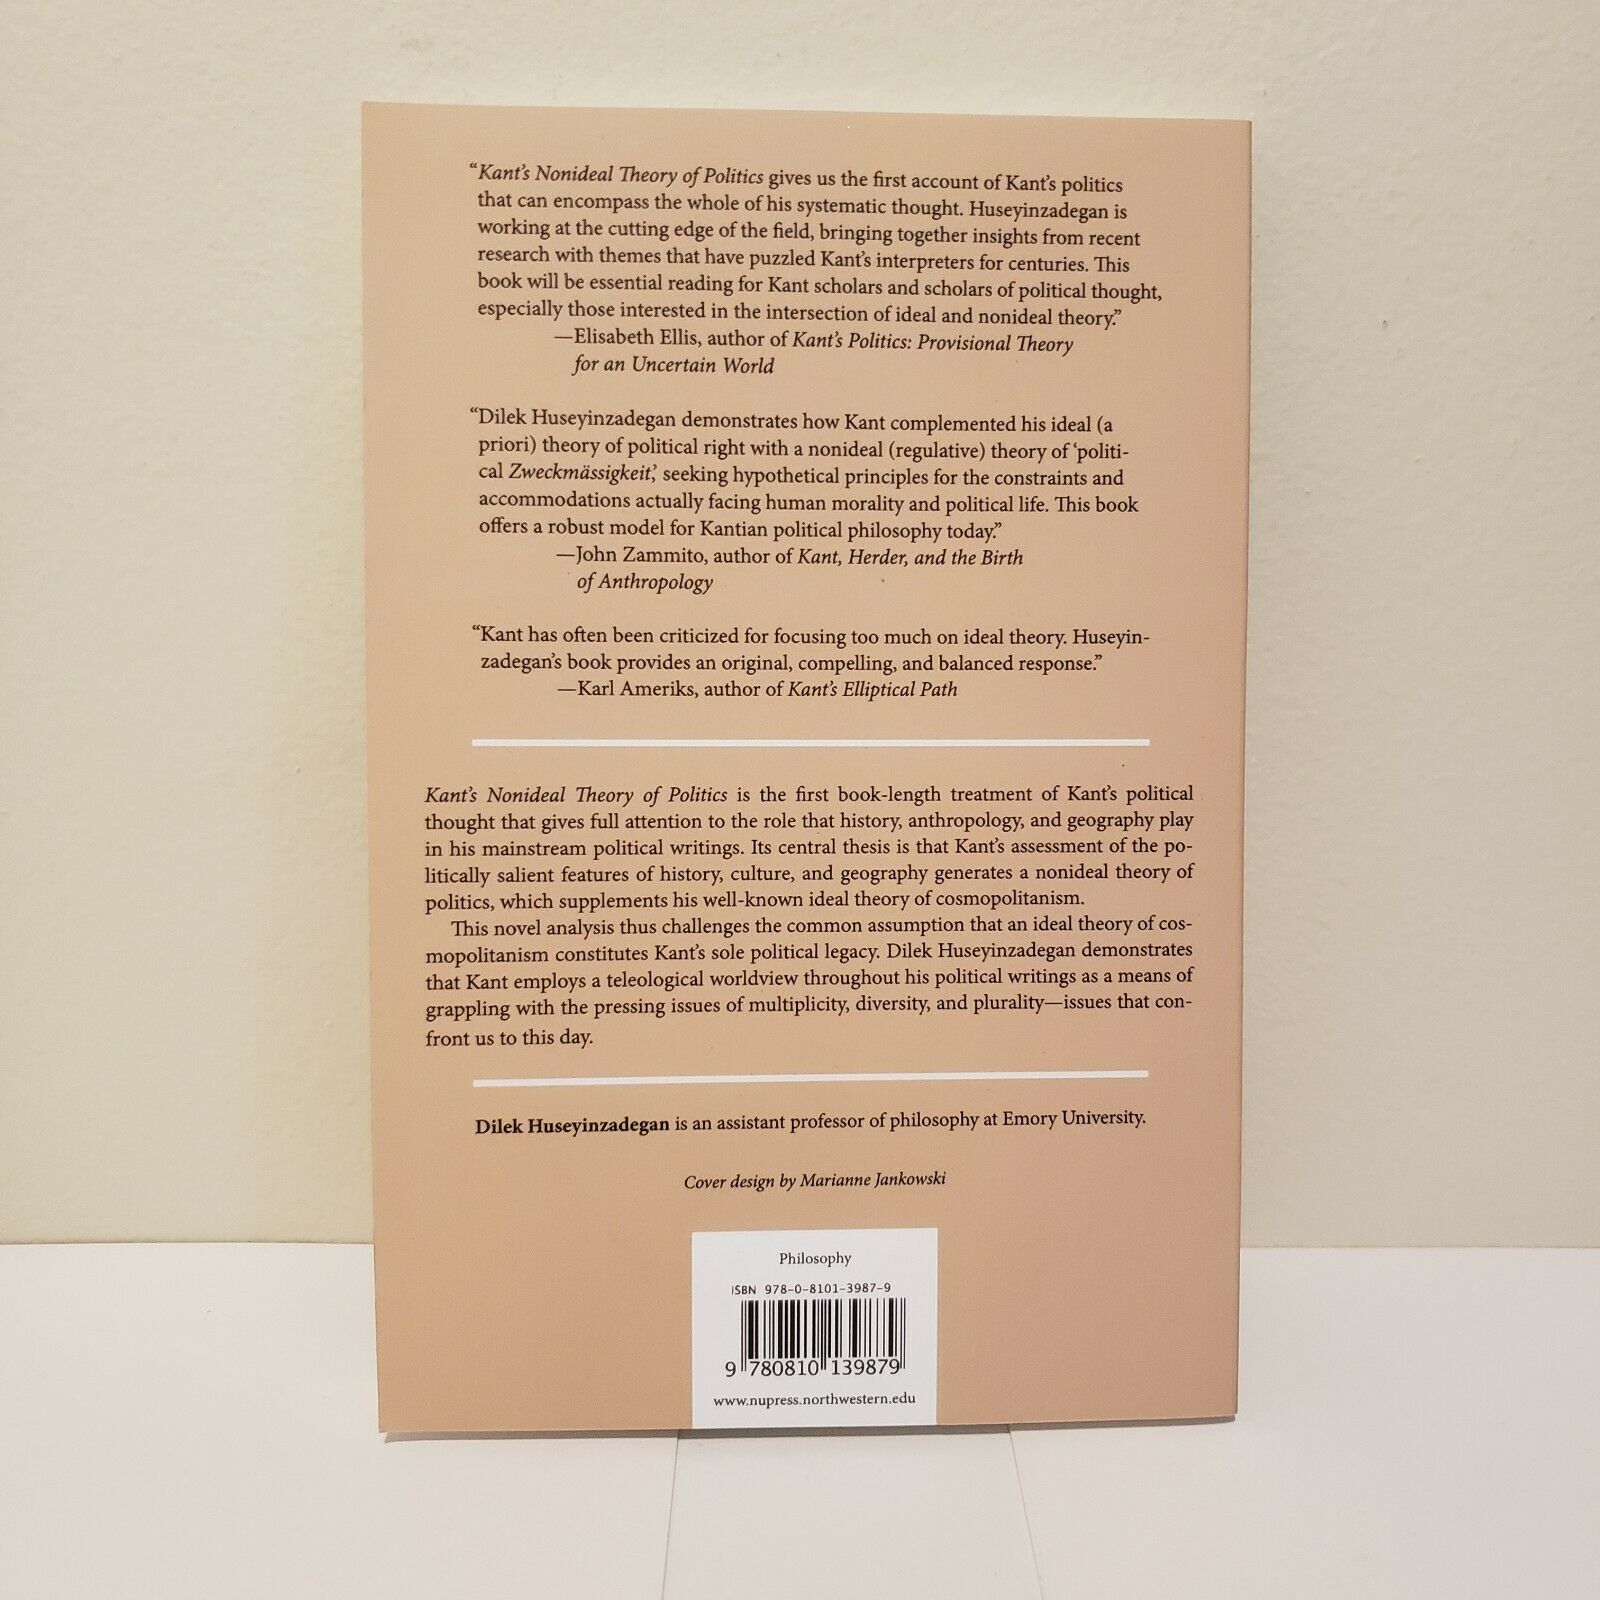 “Kant’s Nonideal Theory of Politics gives us the first account of Kant’s politics
that can encompass the whole of his systematic thought. Huseyinzadegan is
working at the cutting edge of the field, bringing together insights from recent
research with themes that have puzzled Kant’s interpreters for centuries. This
book will be essential reading for Kant scholars and scholars of political thought,
especially those interested in the intersection of ideal and nonideal theory.”
—Elisabeth Ellis, author of Kant’s Politics: Provisional Theory
for an Uncertain World
“Dilek Huseyinzadegan demonstrates how Kant complemented his ideal (a
priori) theory of political right with a nonideal (regulative) theory of ‘politi-
cal Zweckmässigkeit,’ seeking hypothetical principles for the constraints and
accommodations actually facing human morality and political life. This book
offers a robust model for Kantian political philosophy today.”
—John Zammito, author of Kant, Herder, and the Birth
of Anthropology
“Kant has often been criticized for focusing too much on ideal theory. Huseyin-
zadegan’s book provides an original, compelling, and balanced response.”
—Karl Ameriks, author of Kant’s Elliptical Path
Kant’s Nonideal Theory of Politics is the first book-length treatment of Kant’s political
thought that gives full attention to the role that history, anthropology, and geography play
in his mainstream political writings. Its central thesis is that Kant’s assessment of the po-
litically salient features of history, culture, and geography generates a nonideal theory of
politics, which supplements his well-known ideal theory of cosmopolitanism.
This novel analysis thus challenges the common assumption that an ideal theory of cos-
mopolitanism constitutes Kant’s sole political legacy. Dilek Huseyinzadegan demonstrates
that Kant employs a teleological worldview throughout his political writings as a means of
grappling with the pressing issues of multiplicity, diversity, and plurality—issues that con-
front us to this day.
Dilek Huseyinzadegan is an assistant professor of philosophy at Emory University.
Cover design by Marianne Jankowski
Philosophy
ISBN 978-0-8101-3987-9
9 780810 139879
www.nupress.northwestern.edu